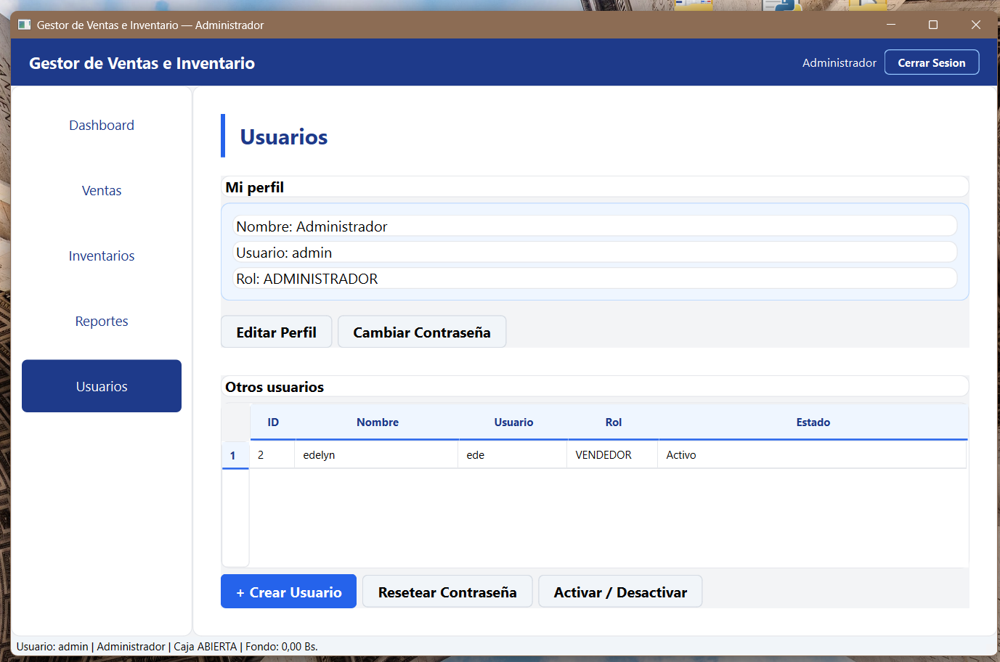 Gestor de Ventas e Inventario — Administrador
Gestor de Ventas e Inventario
Administrador
Cerrar Sesion
Dashboard
Ventas
Inventarios
Reportes
Usuarios
Usuarios
Mi perfil
Nombre: Administrador
Usuario: admin
Rol: ADMINISTRADOR
Editar Perfil
Cambiar Contraseña
Otros usuarios
ID Nombre Usuario Rol Estado
1 2 edelyn ede VENDEDOR Activo
+ Crear Usuario
Resetear Contraseña
Activar / Desactivar
Usuario: admin | Administrador | Caja ABIERTA | Fondo: 0,00 Bs.